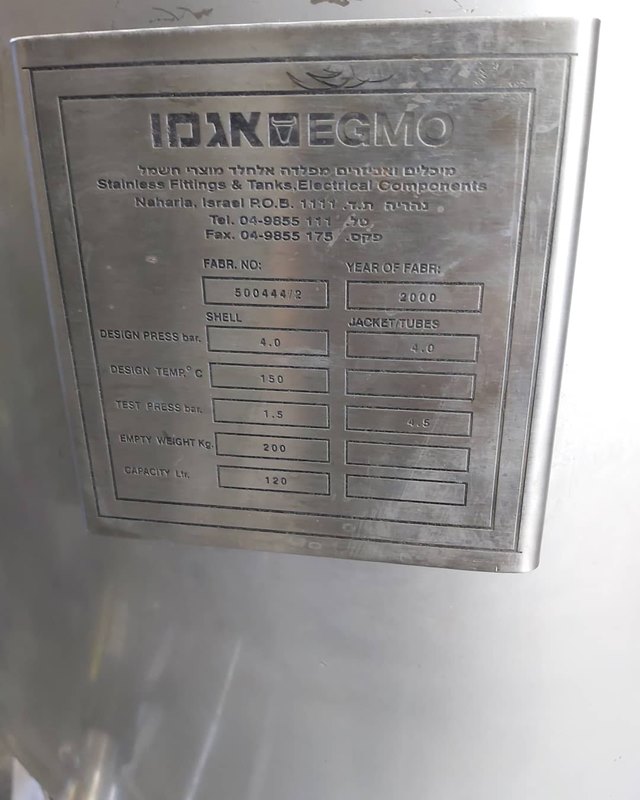 אגמו EGMO
מיכלים ואביזרים מפלדה אלחלד מוצרי חשמל
Stainless Fittings & Tanks,Electrical Components
Naharia, Israel P.O.B. 1111 .נהריה ת.ד
Tel. 04-9855 111 .טל
Fax. 04-9855 175 .פקס
FABR. NO: YEAR OF FABR:
500444/2 2000
SHELL JACKET/TUBES
DESIGN PRESS bar. 4.0 4.0
DESIGN TEMP.° C 150
TEST PRESS bar. 1.5 4.5
EMPTY WEIGHT Kg. 200
CAPACITY Ltr. 120